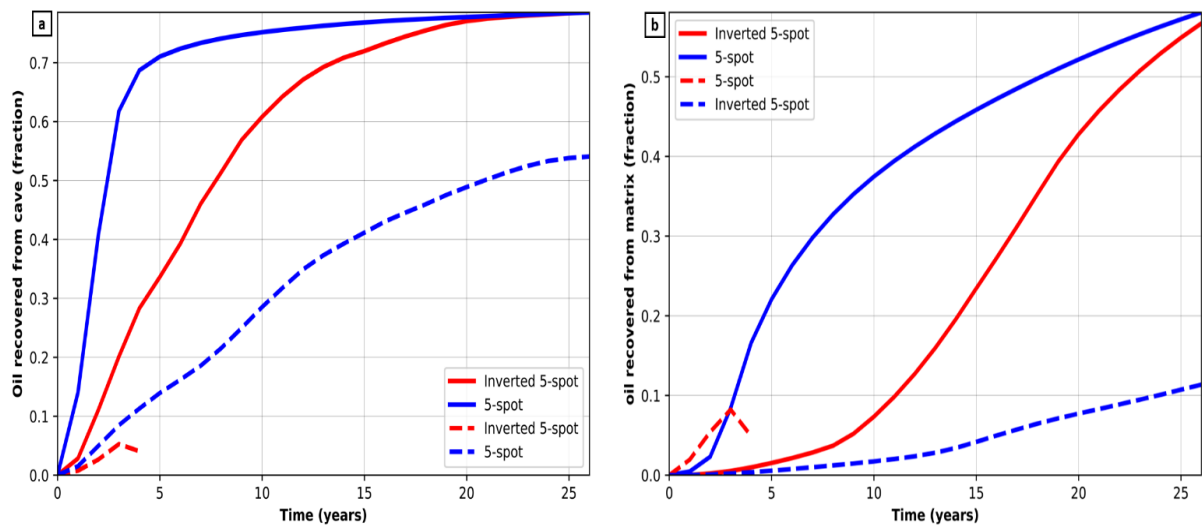 a
Oil recovered from cave (fraction)
0.7
0.6
0.5
0.4
0.3
0.2
0.1
0.0
Inverted 5-spot
5-spot
Inverted 5-spot
5-spot
0 5 10 15 20 25
Time (years)
b
oil recovered from matrix (fraction)
Inverted 5-spot
5-spot
5-spot
Inverted 5-spot
0.5
0.4
0.3
0.2
0.1
0.0
0 5 10 15 20 25
Time (years)